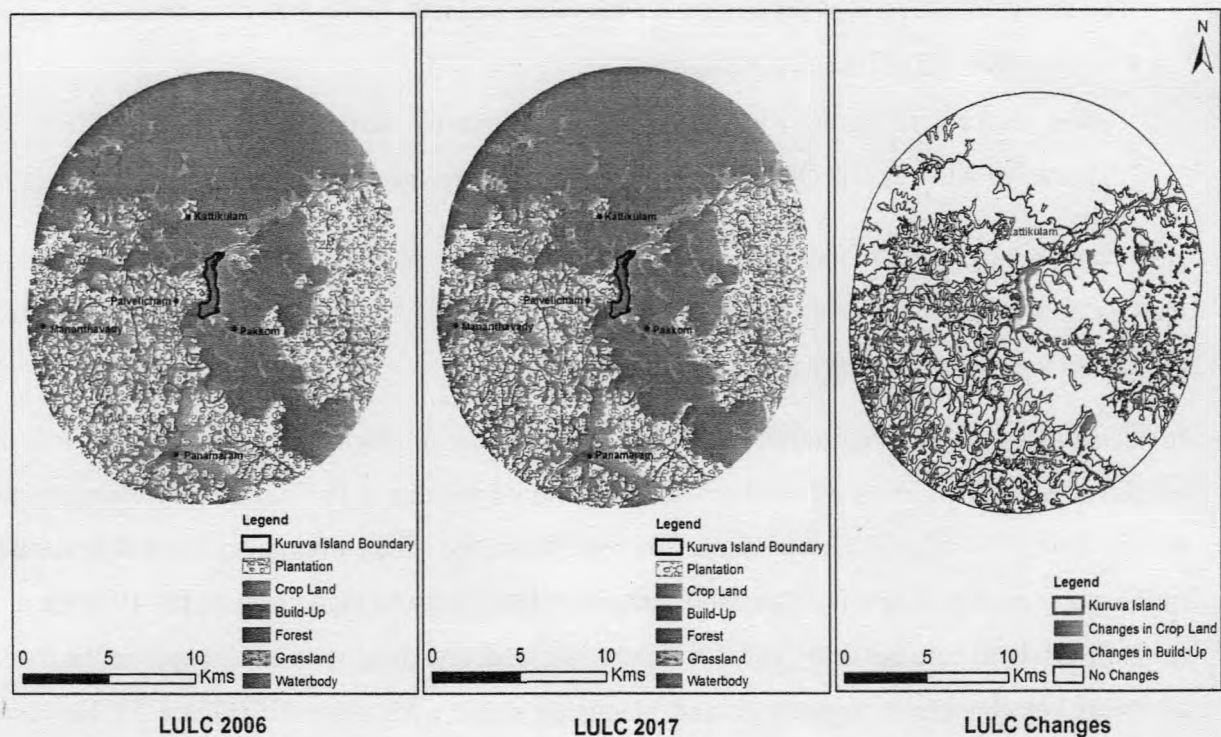 Kattikulam
Palvelicham
Mananthavady
Pakkom
Panamaram
Legend
Kuruva Island Boundary
Plantation
Crop Land
Build-Up
Forest
Grassland
Waterbody
0 5 10
Kms
LULC 2006
Kattikulam
Palvelicham
Mananthavady
Pakkom
Panamaram
Legend
Kuruva Island Boundary
Plantation
Crop Land
Build-Up
Forest
Grassland
Waterbody
0 5 10
Kms
LULC 2017
N
Legend
Kuruva Island
Changes in Crop Land
Changes in Build-Up
No Changes
0 5 10
Kms
LULC Changes